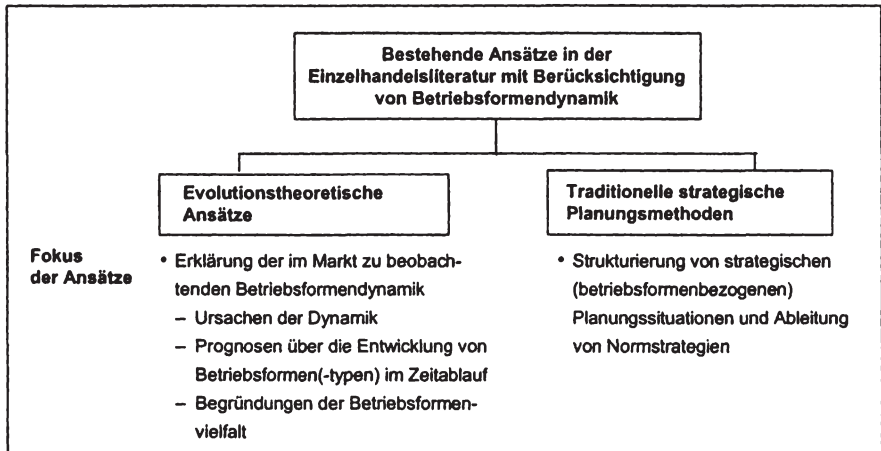 Bestehende Ansätze in der
Einzelhandelsliteratur mit Berücksichtigung
von Betriebsformendynamik
Evolutionstheoretische
Ansätze
Traditionelle strategische
Planungsmethoden
Fokus
der Ansätze
• Erklärung der im Markt zu beobach-
tenden Betriebsformendynamik
– Ursachen der Dynamik
– Prognosen über die Entwicklung von
Betriebsformen(-typen) im Zeitablauf
– Begründungen der Betriebsformen-
vielfalt
• Strukturierung von strategischen
(betriebsformenbezogenen)
Planungssituationen und Ableitung
von Normstrategien